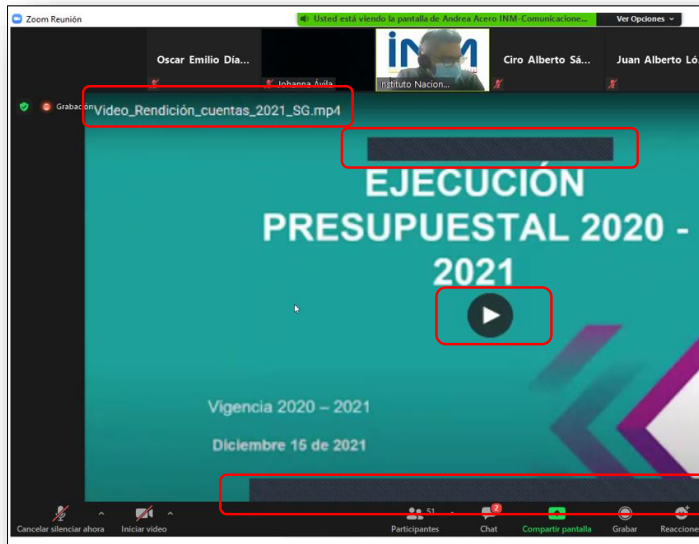 Zoom Reunión
Usted está viendo la pantalla de Andrea Acero INM-Comunicacione...
Ver Opciones
Oscar Emilio Día...
Johanna Ávila
inm
Instituto Nacion...
Ciro Alberto Sá...
Juan Alberto Ló...
Grabación
Video_Rendición_cuentas_2021_SG.mp4
EJECUCIÓN
PRESUPUESTAL 2020 -
2021
Vigencia 2020 – 2021
Diciembre 15 de 2021
51
2
Cancelar silenciar ahora
Iniciar video
Participantes
Chat
Compartir pantalla
Grabar
Reaccione